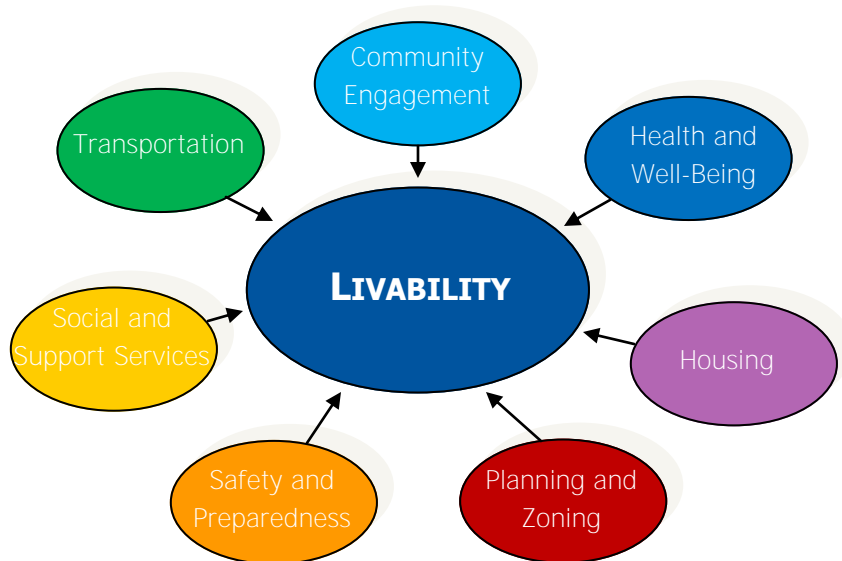 Community
Engagement
Transportation
Health and
Well-Being
LIVABILITY
Social and
Support Services
Housing
Safety and
Preparedness
Planning and
Zoning